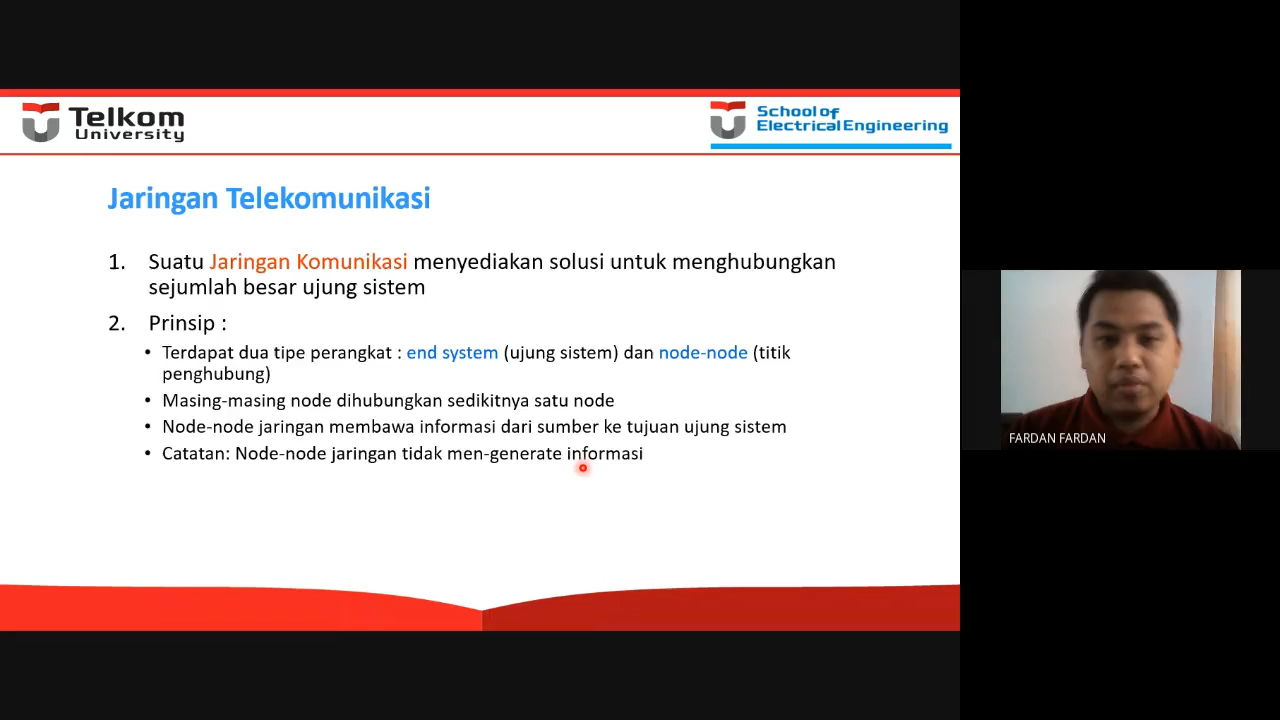 Telkom
University
School of
Electrical Engineering
Jaringan Telekomunikasi
1. Suatu Jaringan Komunikasi menyediakan solusi untuk menghubungkan
sejumlah besar ujung sistem
2. Prinsip :
• Terdapat dua tipe perangkat : end system (ujung sistem) dan node-node (titik
penghubung)
• Masing-masing node dihubungkan sedikitnya satu node
• Node-node jaringan membawa informasi dari sumber ke tujuan ujung sistem
• Catatan: Node-node jaringan tidak men-generate informasi
FARDAN FARDAN